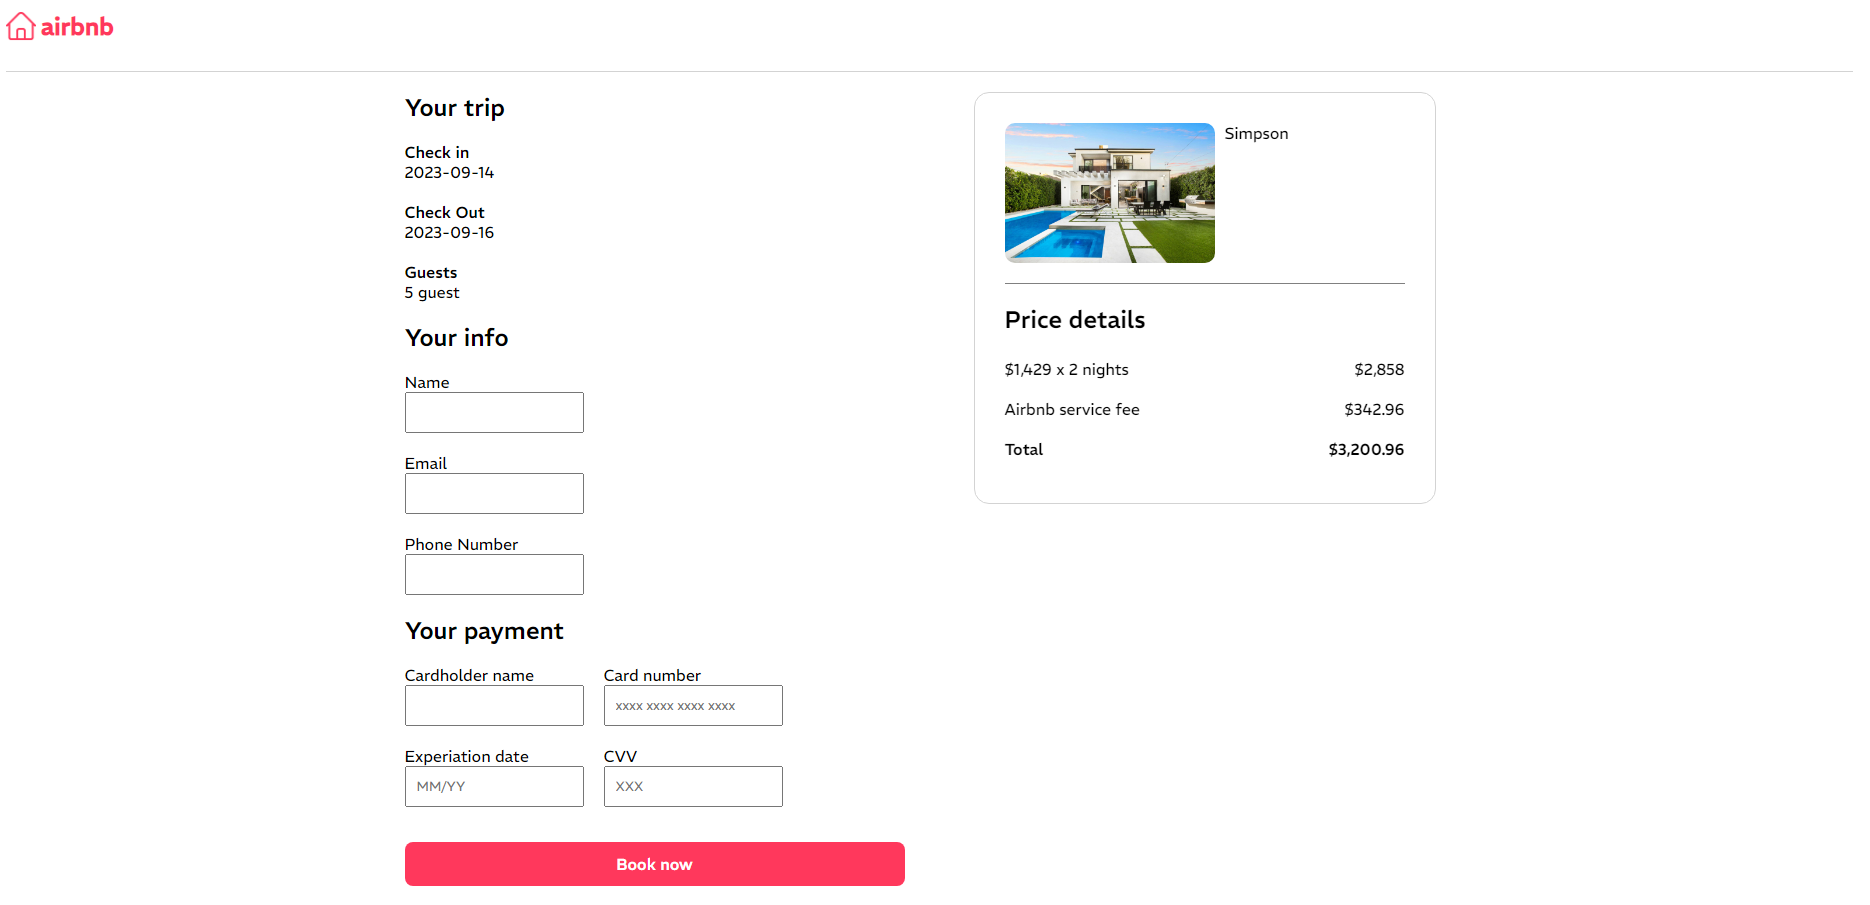 airbnb
Your trip
Check in
2023-09-14
Check Out
2023-09-16
Guests
5 guest
Your info
Name
Email
Phone Number
Your payment
Cardholder name
Card number
xxxx xxxx xxxx xxxx
Experiation date
CVV
MM/YY
XXX
Book now
Simpson
Price details
$1,429 x 2 nights
$2,858
Airbnb service fee
$342.96
Total
$3,200.96